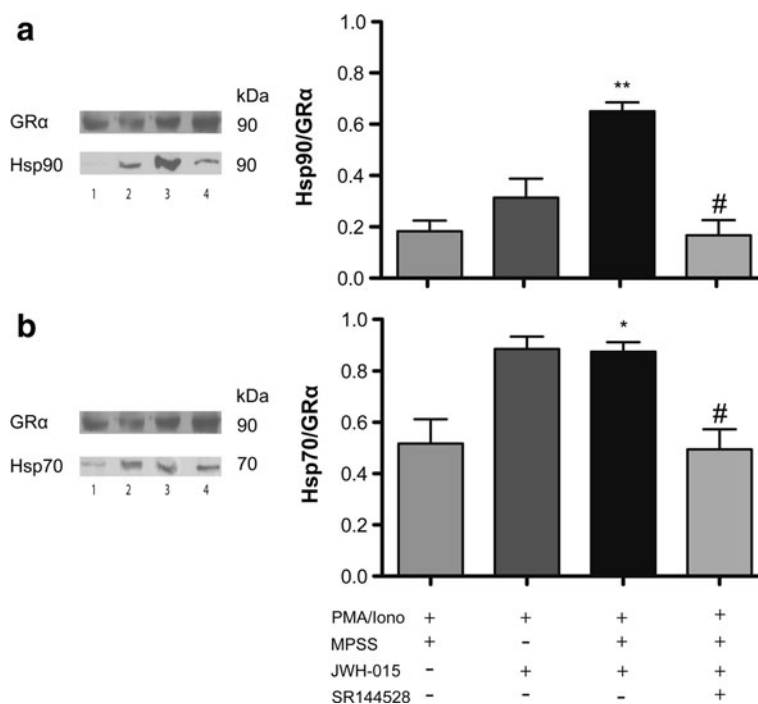 a
kDa
GRα 90
Hsp90 90
1 2 3 4
Hsp90/GRα
1.0
0.8
0.6
0.4
0.2
0.0
**
#
b
kDa
GRα 90
Hsp70 70
1 2 3 4
Hsp70/GRα
1.0
0.8
0.6
0.4
0.2
0.0
*
#
PMA/Iono + + + +
MPSS + - + +
JWH-015 - + + +
SR144528 - - - +